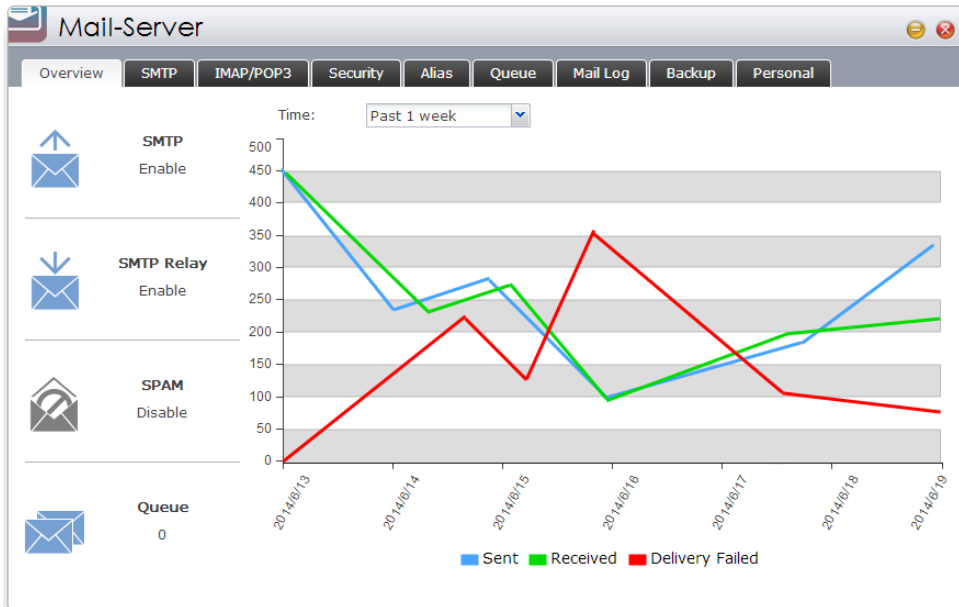 Mail-Server
Overview SMTP IMAP/POP3 Security Alias Queue Mail Log Backup Personal
Time: Past 1 week
SMTP
Enable
SMTP Relay
Enable
SPAM
Disable
Queue
0
500
450
400
350
300
250
200
150
100
50
0
2014/6/13
2014/6/14
2014/6/15
2014/6/16
2014/6/17
2014/6/18
2014/6/19
Sent Received Delivery Failed